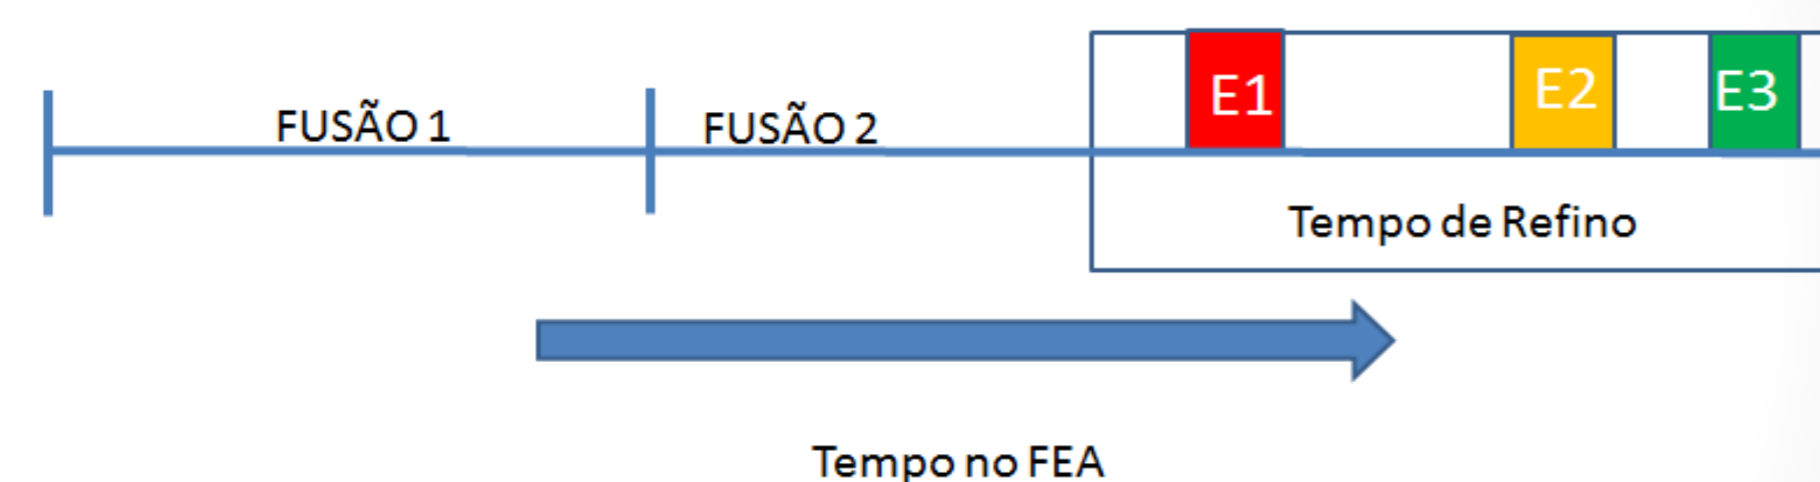 FUSÃO 1
FUSÃO 2
E1
E2
E3
Tempo de Refino
Tempo no FEA